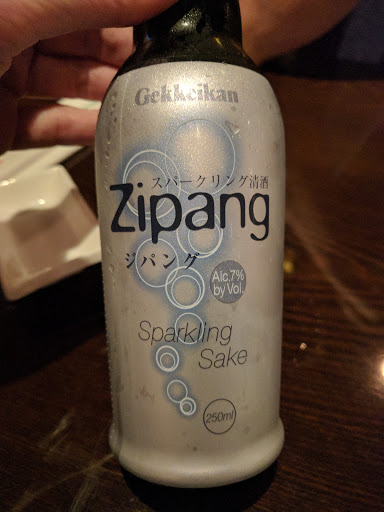 Gekkeikan
スパークリング清酒
Zipang
ジパング
Alc.7%
by Vol.
Sparkling
Sake
250ml